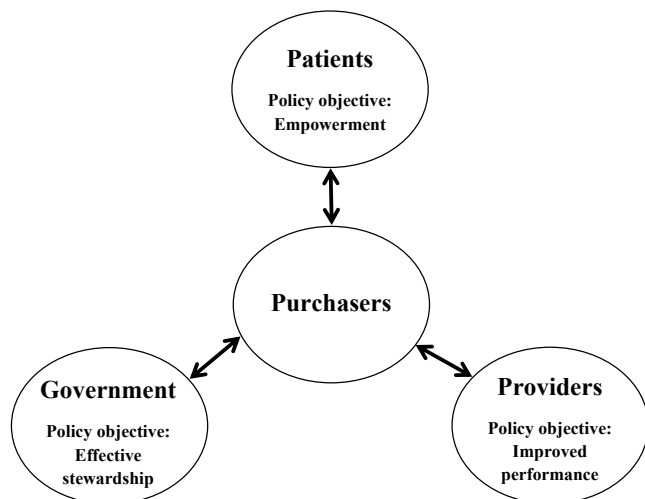 Patients
Policy objective:
Empowerment
Purchasers
Government
Policy objective:
Effective
stewardship
Providers
Policy objective:
Improved
performance